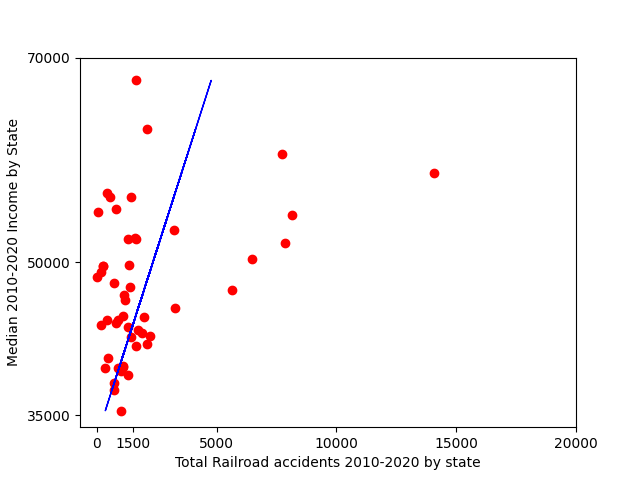 70000
50000
35000
Median 2010-2020 Income by State
0 1500 5000 10000 15000 20000
Total Railroad accidents 2010-2020 by state